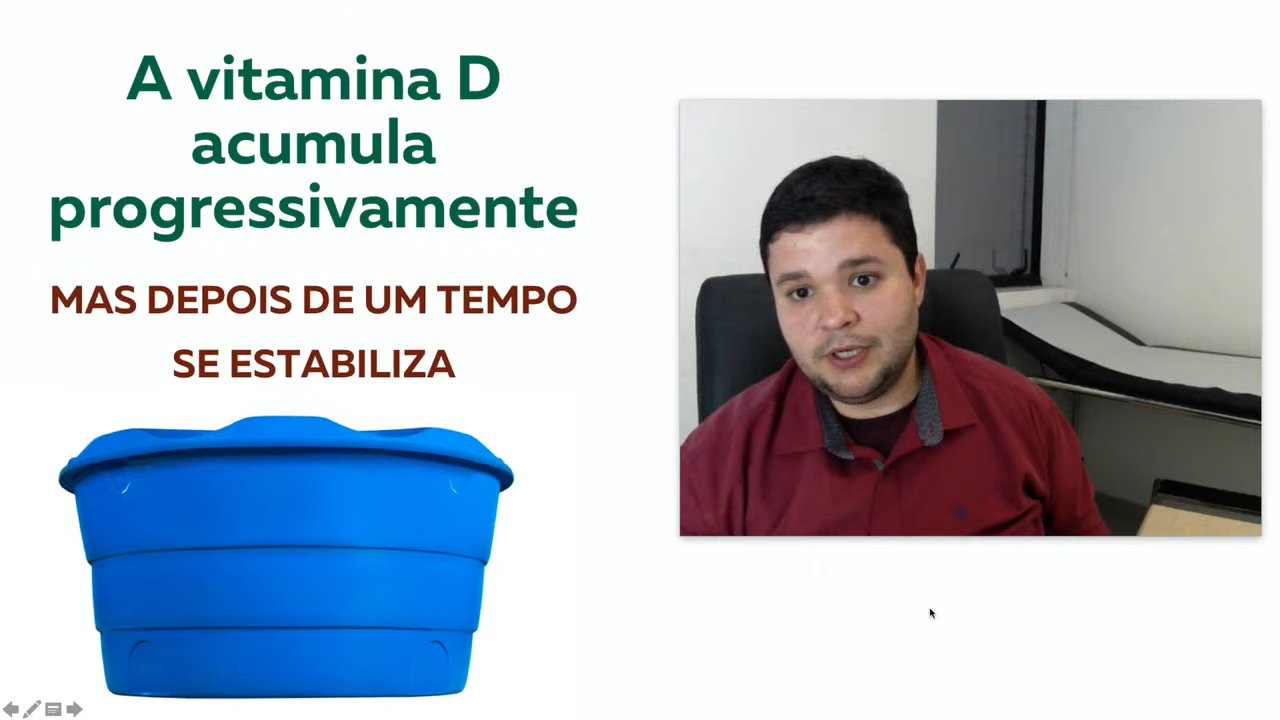 A vitamina D
acumula
progressivamente
MAS DEPOIS DE UM TEMPO
SE ESTABILIZA